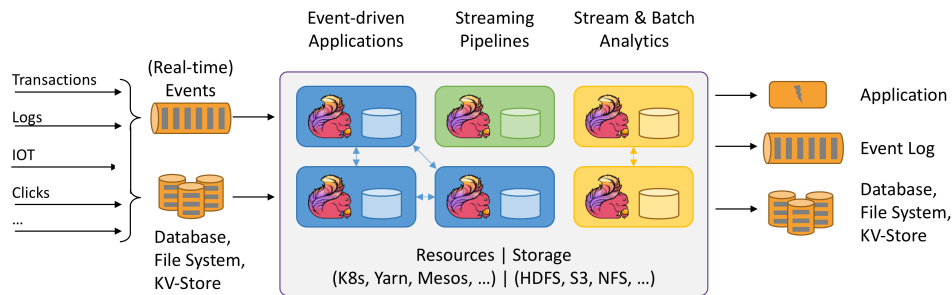 Event-driven
Applications
Streaming
Pipelines
Stream & Batch
Analytics
Transactions
Logs
IOT
Clicks
...
(Real-time)
Events
Database,
File System,
KV-Store
Resources | Storage
(K8s, Yarn, Mesos, ...) | (HDFS, S3, NFS, ...)
Application
Event Log
Database,
File System,
KV-Store